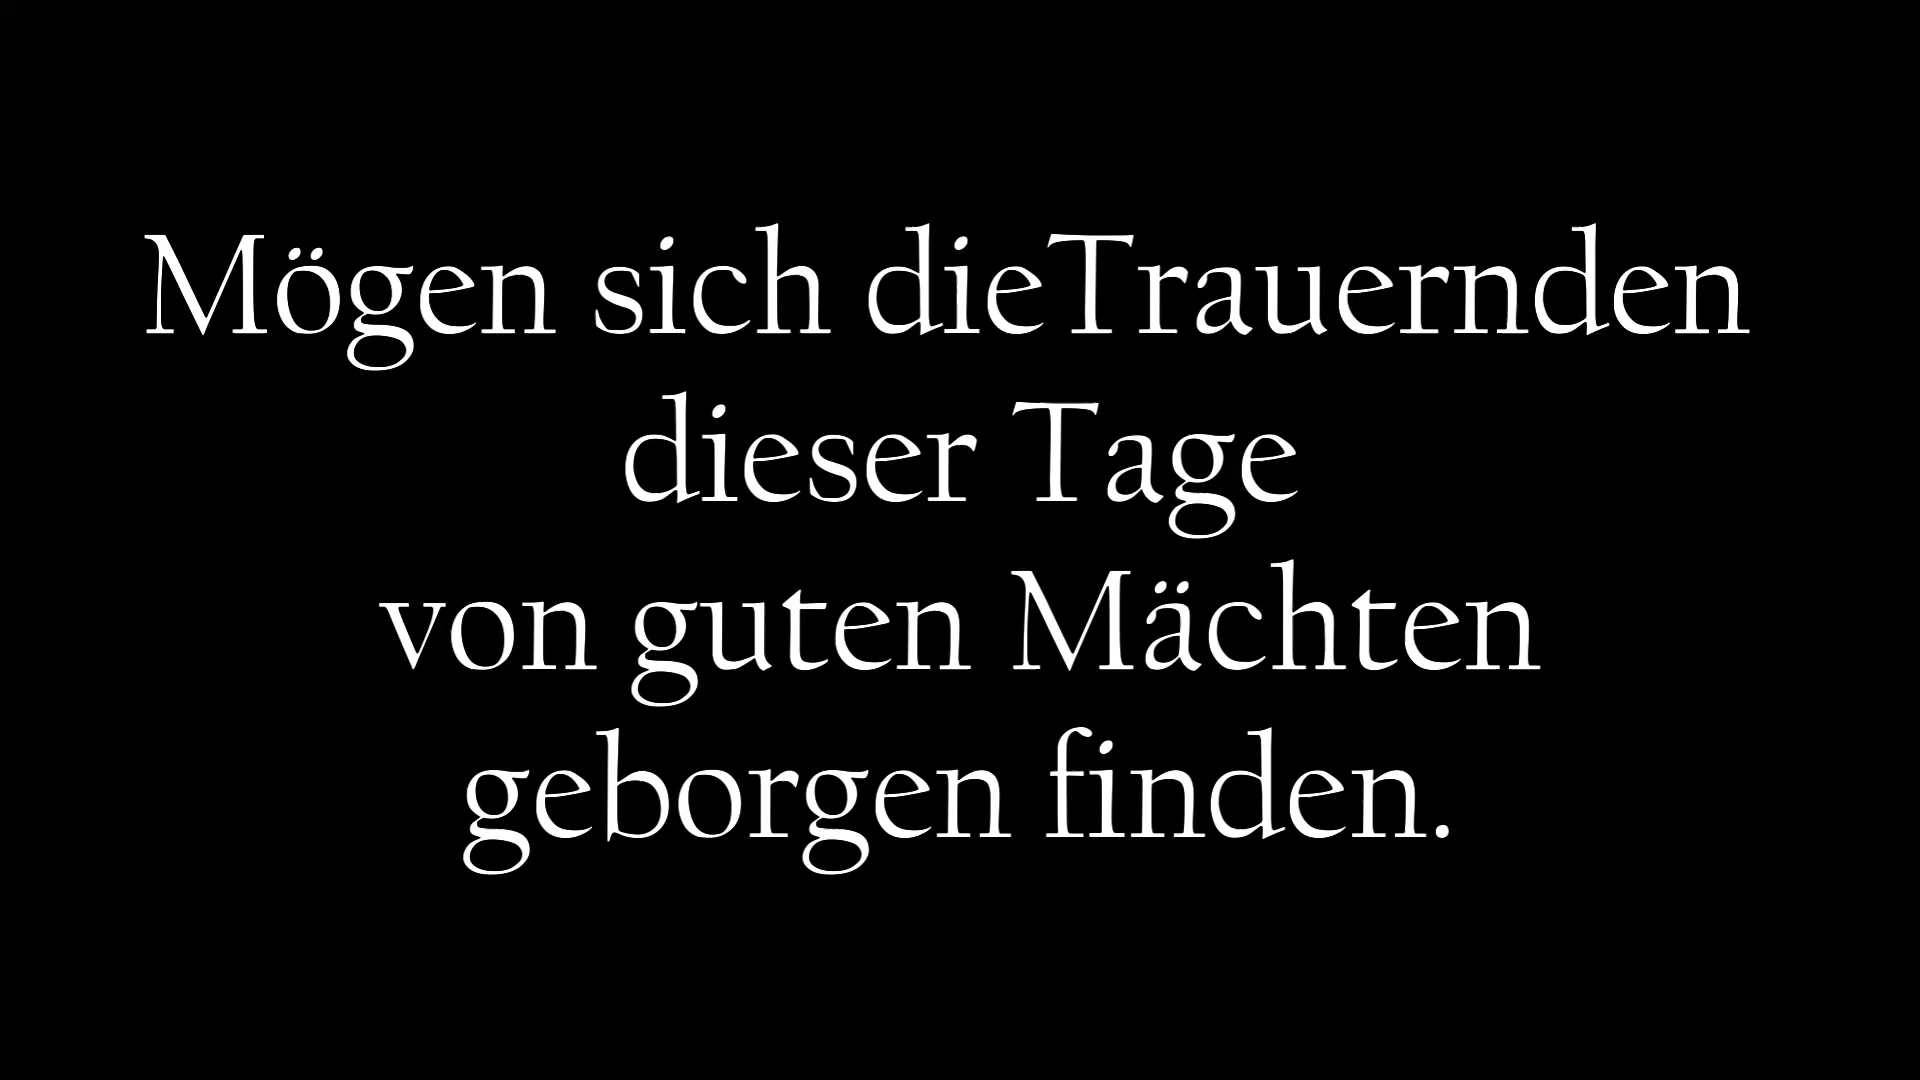 Mögen sich dieTrauernden
dieser Tage
von guten Mächten
geborgen finden.